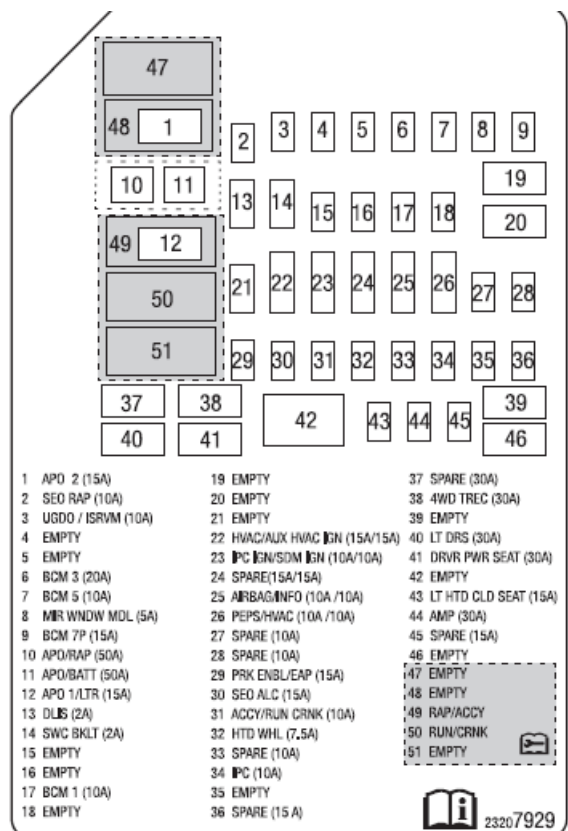 47
48 1
2 3 4 5 6 7 8 9
10 11
19
13 14 15 16 17 18
20
49 12
21 22 23 24 25 26 27 28
50
51
29 30 31 32 33 34 35 36
37 38
39
42 43 44 45
40 41
46
1 APO 2 (15A)
2 SEO RAP (10A)
3 UGDO / ISRVM (10A)
4 EMPTY
5 EMPTY
6 BCM 3 (20A)
7 BCM 5 (10A)
8 MIR WNDW MDL (5A)
9 BCM 7P (15A)
10 APO/RAP (50A)
11 APO/BATT (50A)
12 APO 1/LTR (15A)
13 DLIS (2A)
14 SWC BKLT (2A)
15 EMPTY
16 EMPTY
17 BCM 1 (10A)
18 EMPTY
19 EMPTY
20 EMPTY
21 EMPTY
22 HVAC/AUX HVAC IGN (15A/15A)
23 IPC IGN/SDM IGN (10A/10A)
24 SPARE(15A/15A)
25 AIRBAG/INFO (10A /10A)
26 PEPS/HVAC (10A /10A)
27 SPARE (10A)
28 SPARE (10A)
29 PRK ENBL/EAP (15A)
30 SEO ALC (15A)
31 ACCY/RUN CRNK (10A)
32 HTD WHL (7.5A)
33 SPARE (10A)
34 IPC (10A)
35 EMPTY
36 SPARE (15 A)
37 SPARE (30A)
38 4WD TREC (30A)
39 EMPTY
40 LT DRS (30A)
41 DRVR PWR SEAT (30A)
42 EMPTY
43 LT HTD CLD SEAT (15A)
44 AMP (30A)
45 SPARE (15A)
46 EMPTY
47 EMPTY
48 EMPTY
49 RAP/ACCY
50 RUN/CRNK
51 EMPTY
i 23207929